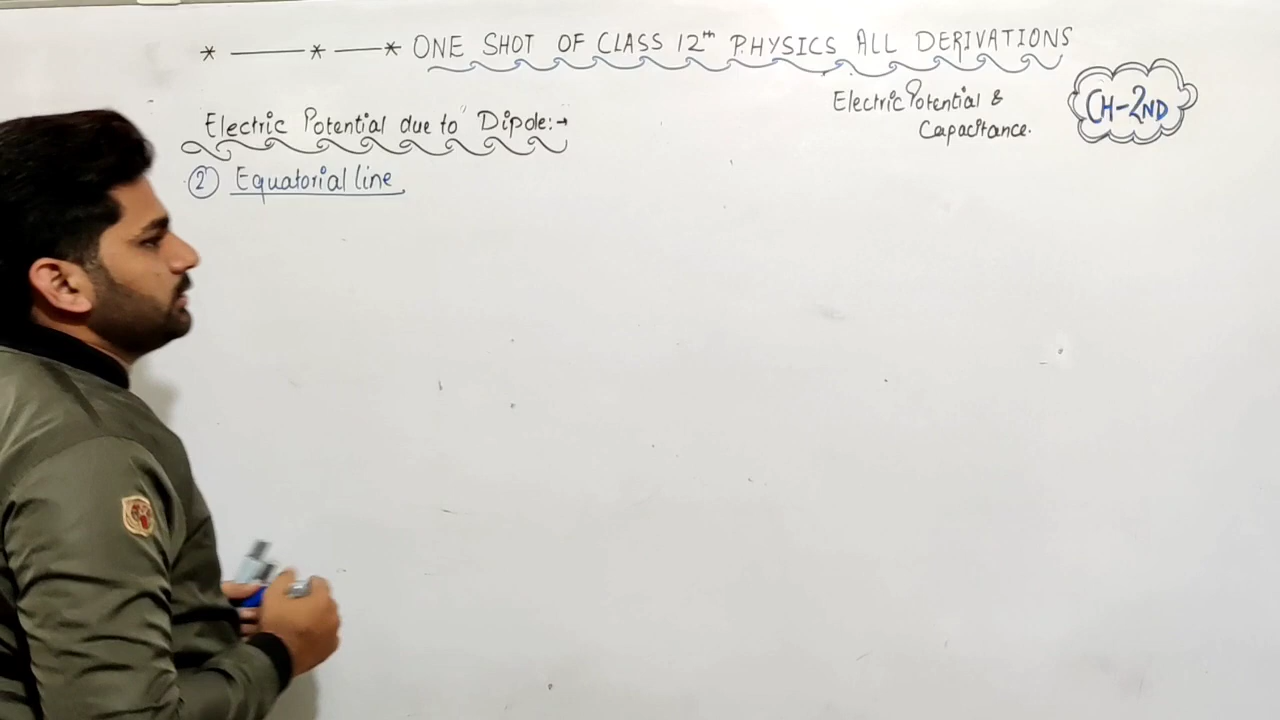 * —— * — * ONE SHOT OF CLASS 12th PHYSICS ALL DERIVATIONS
Electric Potential &
Capacitance.
CH-2ND
Electric Potential due to Dipole:→
② Equatorial line